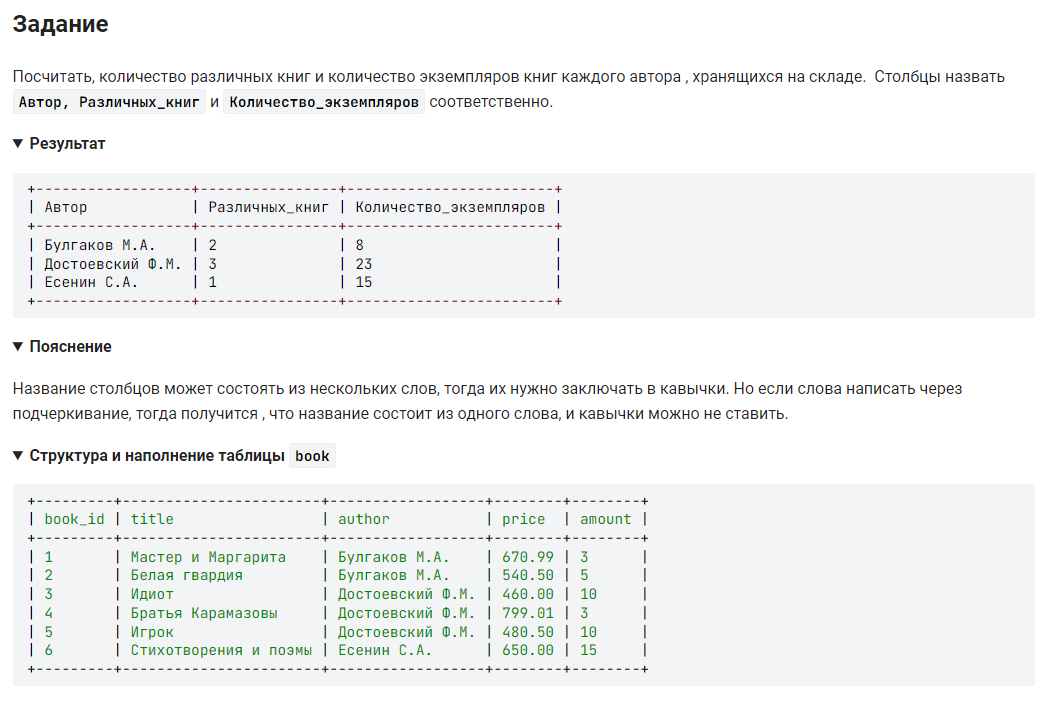 Задание
Посчитать, количество различных книг и количество экземпляров книг каждого автора , хранящихся на складе.  Столбцы назвать
Автор, Различных_книг и Количество_экземпляров соответственно.
▼ Результат
+------------------+----------------+------------------------+
| Автор            | Различных_книг | Количество_экземпляров |
+------------------+----------------+------------------------+
| Булгаков М.А.    | 2              | 8                      |
| Достоевский Ф.М. | 3              | 23                     |
| Есенин С.А.      | 1              | 15                     |
+------------------+----------------+------------------------+
▼ Пояснение
Название столбцов может состоять из нескольких слов, тогда их нужно заключать в кавычки. Но если слова написать через
подчеркивание, тогда получится , что название состоит из одного слова, и кавычки можно не ставить.
▼ Структура и наполнение таблицы book
+---------+-----------------------+------------------+--------+--------+
| book_id | title                 | author           | price  | amount |
+---------+-----------------------+------------------+--------+--------+
| 1       | Мастер и Маргарита    | Булгаков М.А.    | 670.99 | 3      |
| 2       | Белая гвардия         | Булгаков М.А.    | 540.50 | 5      |
| 3       | Идиот                 | Достоевский Ф.М. | 460.00 | 10     |
| 4       | Братья Карамазовы     | Достоевский Ф.М. | 799.01 | 3      |
| 5       | Игрок                 | Достоевский Ф.М. | 480.50 | 10     |
| 6       | Стихотворения и поэмы | Есенин С.А.      | 650.00 | 15     |
+---------+-----------------------+------------------+--------+--------+